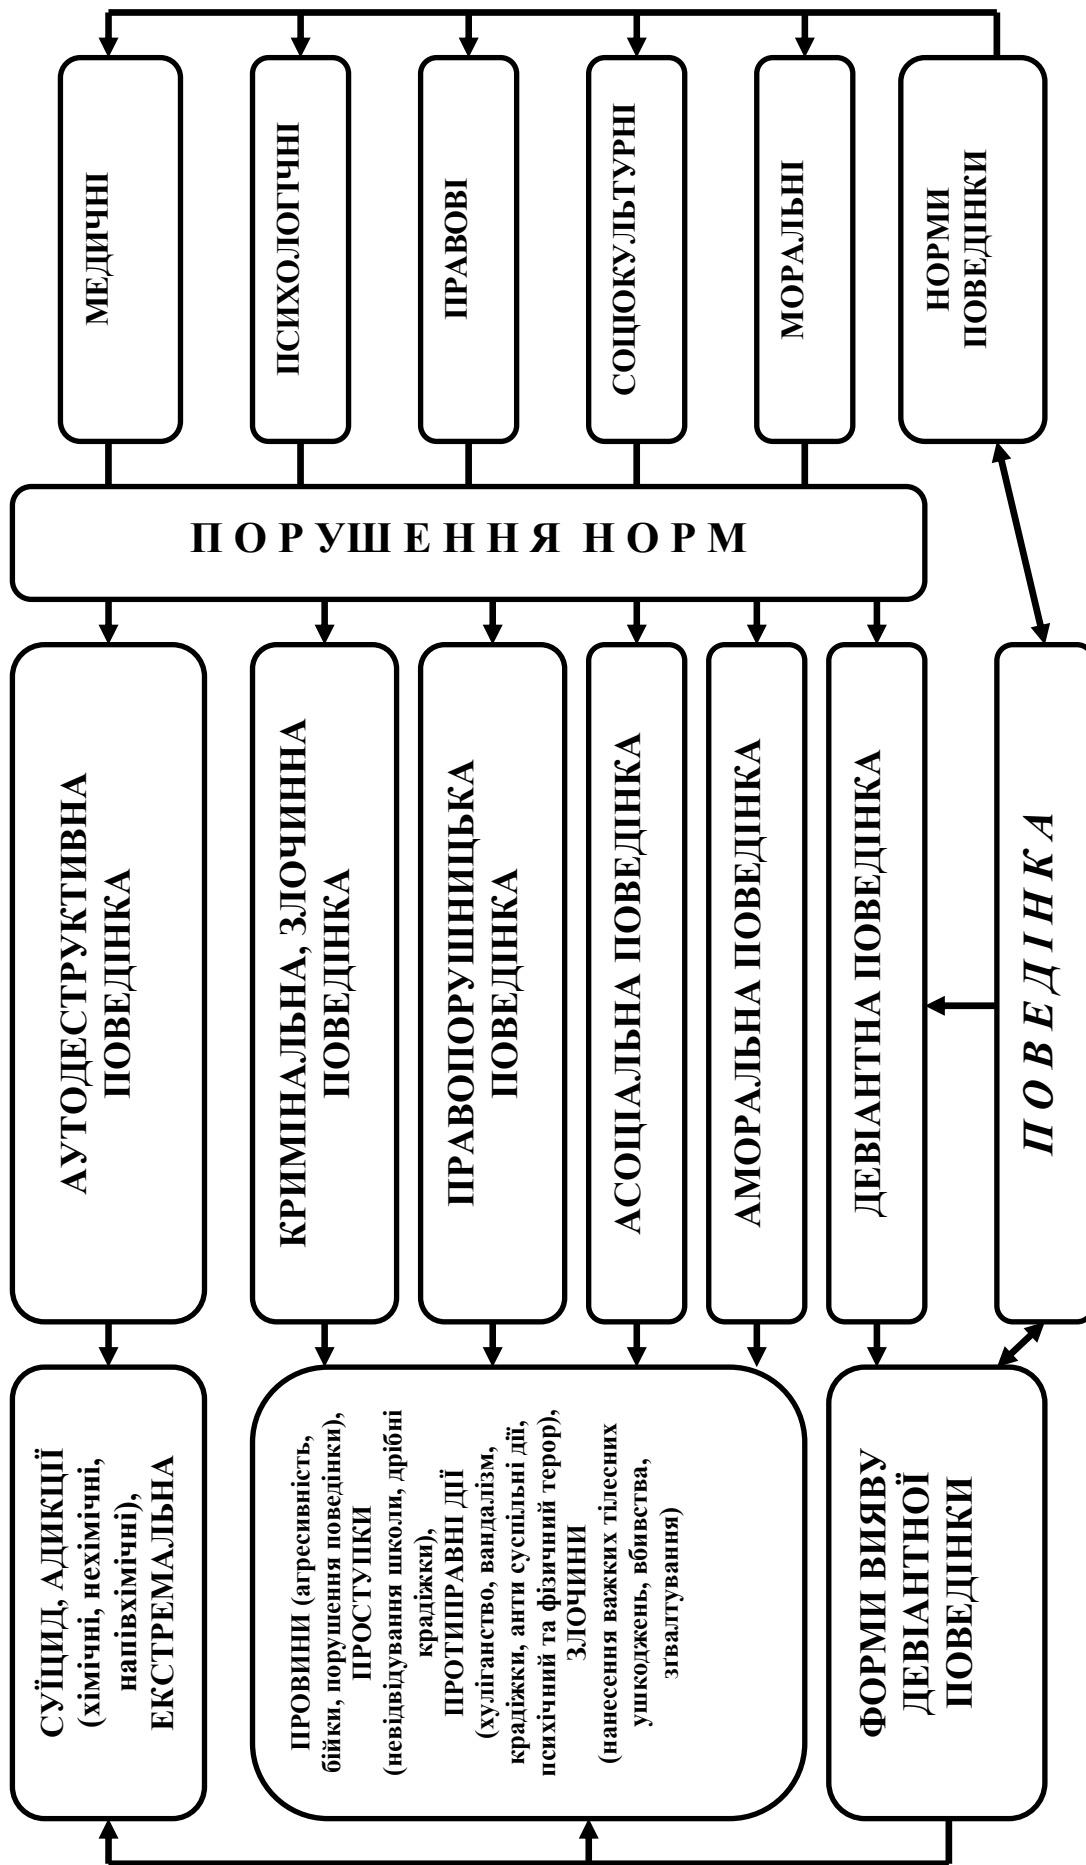 СУЇЦИД, АДИКЦІЇ
(хімічні, нехімічні,
напівхімічні),
ЕКСТРЕМАЛЬНА
АУТОДЕСТРУКТИВНА
ПОВЕДІНКА
МЕДИЧНІ
ПРОВИНИ (агресивність,
бійки, порушення поведінки),
ПРОСТУПКИ
(невідвідування школи, дрібні
крадіжки),
ПРОТИПРАВНІ ДІЇ
(хуліганство, вандалізм,
крадіжки, анти суспільні дії,
психічний та фізичний терор),
ЗЛОЧИНИ
(нанесення важких тілесних
ушкоджень, вбивства,
зґвалтування)
КРИМІНАЛЬНА, ЗЛОЧИННА
ПОВЕДІНКА
ПСИХОЛОГІЧНІ
ПРАВОПОРУШНИЦЬКА
ПОВЕДІНКА
ПРАВОВІ
АСОЦІАЛЬНА ПОВЕДІНКА
СОЦІОКУЛЬТУРНІ
АМОРАЛЬНА ПОВЕДІНКА
МОРАЛЬНІ
П О Р УШ Е Н Н Я Н О Р М
ФОРМИ ВИЯВУ
ДЕВІАНТНОЇ
ПОВЕДІНКИ
ДЕВІАНТНА ПОВЕДІНКА
НОРМИ
ПОВЕДІНКИ
П О В Е Д І Н К А